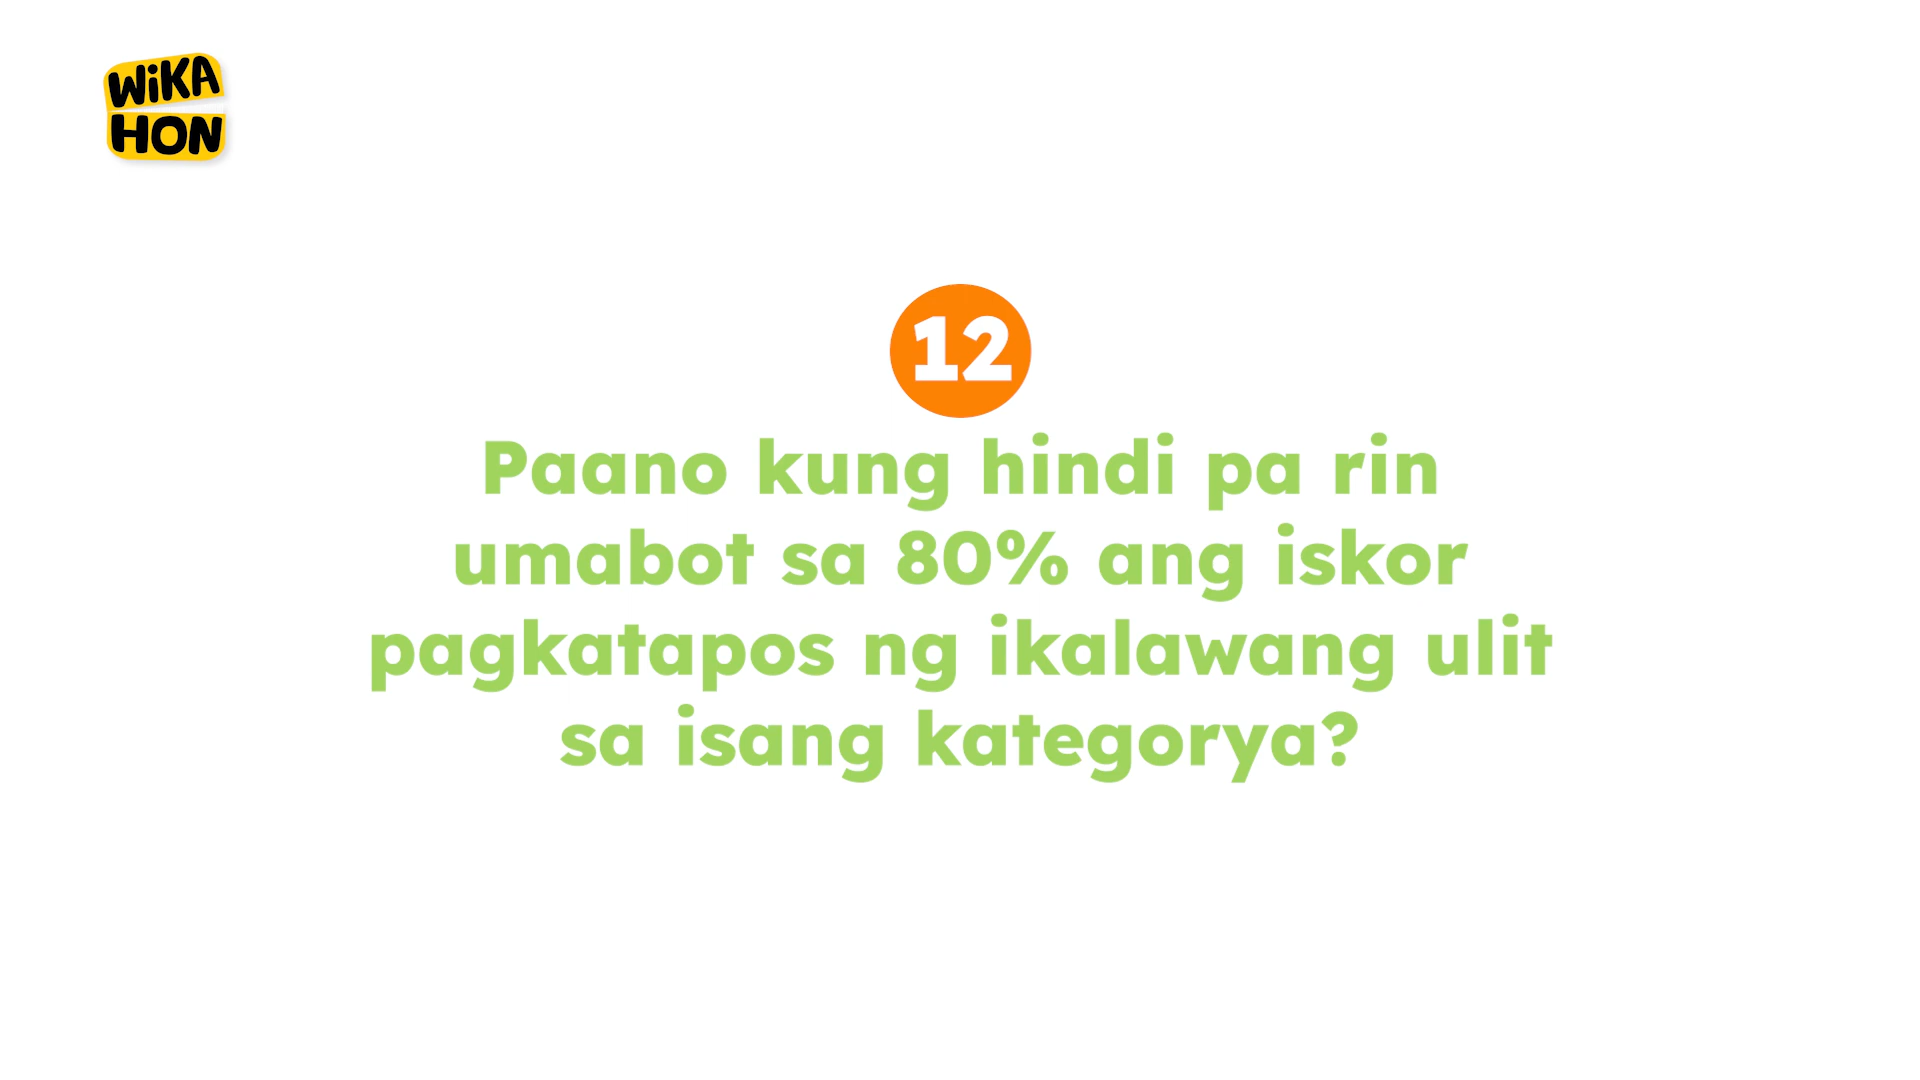 WiKA
HON
12
Paano kung hindi pa rin
umabot sa 80% ang iskor
pagkatapos ng ikalawang ulit
sa isang kategorya?